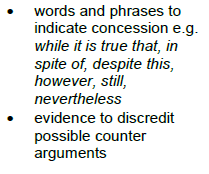 • words and phrases to
indicate concession e.g.
while it is true that, in
spite of, despite this,
however, still,
nevertheless
• evidence to discredit
possible counter
arguments